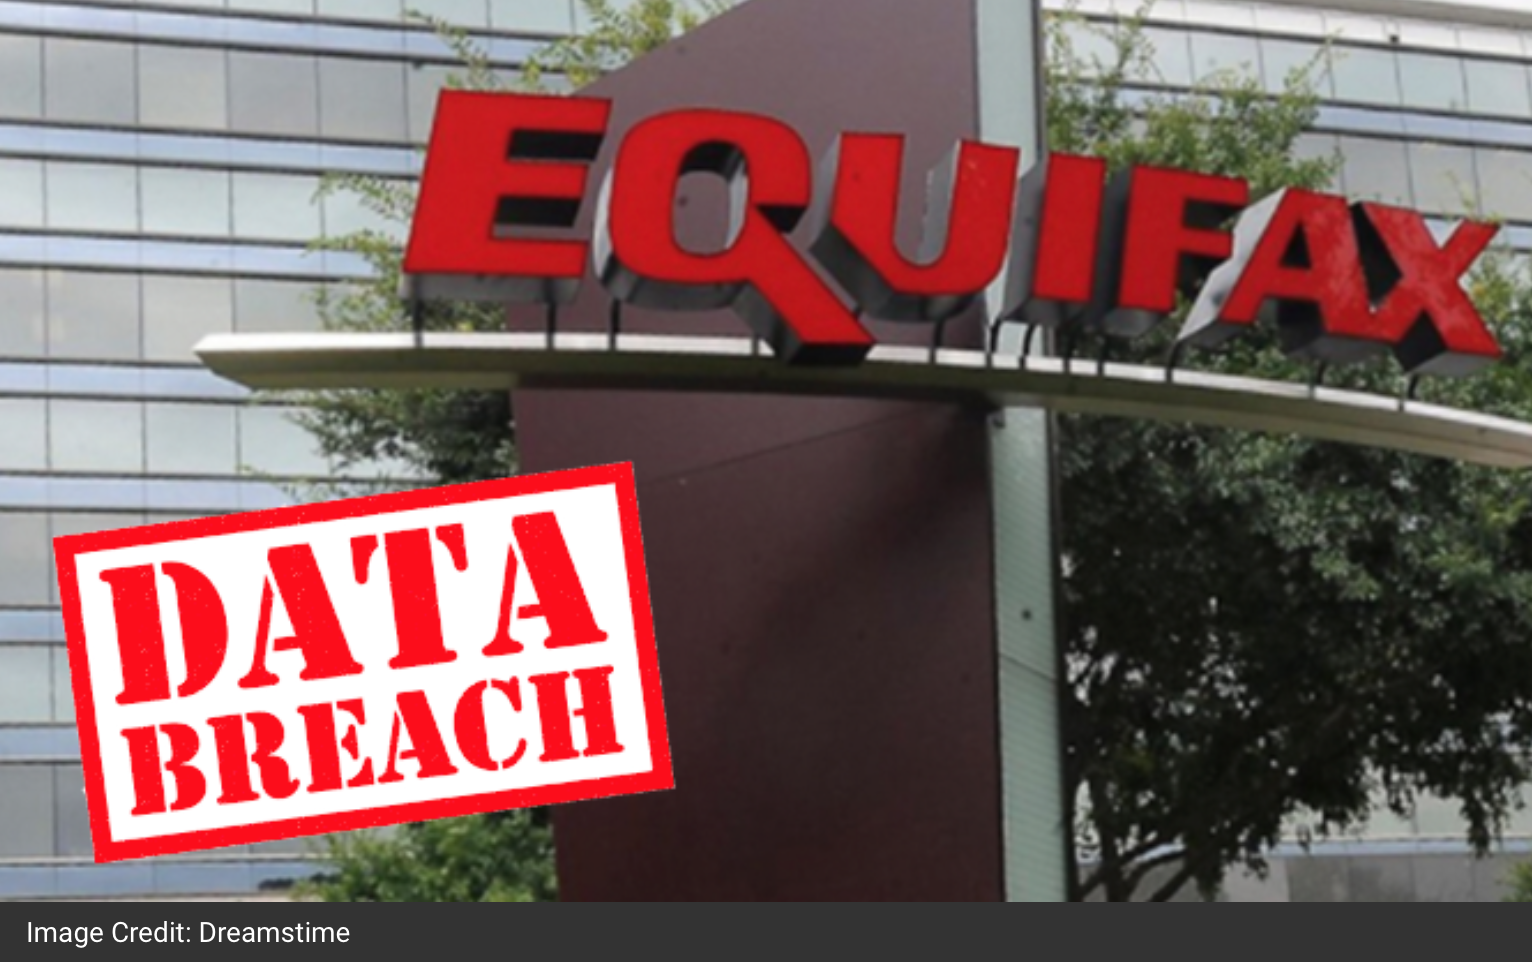 EQUIFAX
DATA
BREACH
Image Credit: Dreamstime